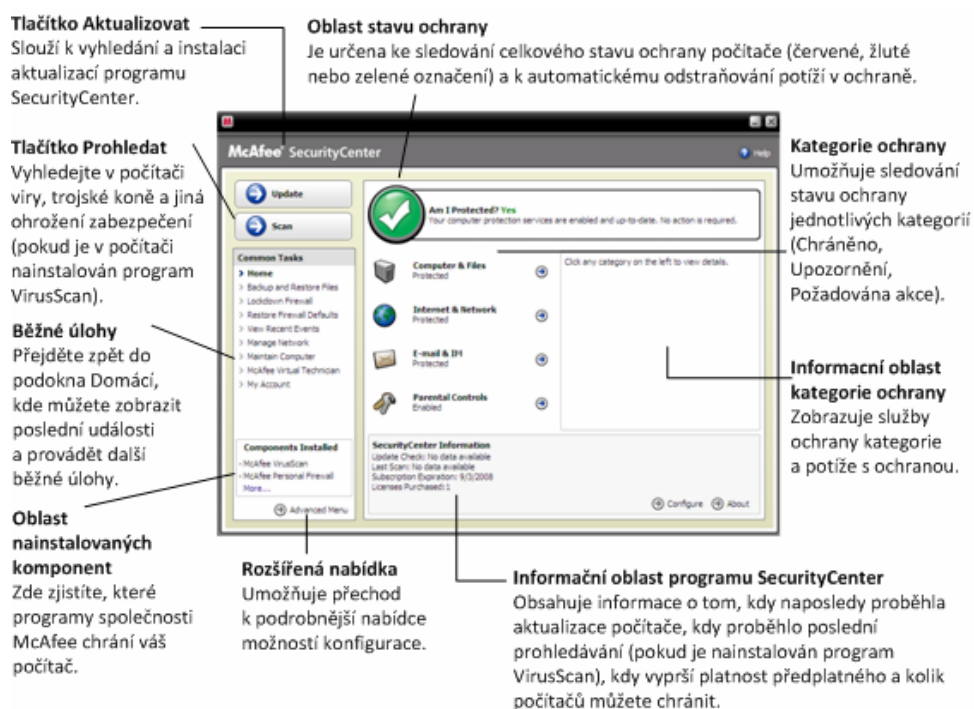 Tlačítko Aktualizovat
Slouží k vyhledání a instalaci
aktualizací programu
SecurityCenter.
Oblast stavu ochrany
Je určena ke sledování celkového stavu ochrany počítače (červené, žluté
nebo zelené označení) a k automatickému odstraňování potíží v ochraně.
Tlačítko Prohledat
Vyhledejte v počítači
viry, trojské koně a jiná
ohrožení zabezpečení
(pokud je v počítači
nainstalován program
VirusScan).
Běžné úlohy
Přejděte zpět do
podokna Domácí,
kde můžete zobrazit
poslední události
a provádět další
běžné úlohy.
Oblast
nainstalovaných
komponent
Zde zjistíte, které
programy společnosti
McAfee chrání váš
počítač.
McAfee® SecurityCenter
Help
Update
Scan
Common Tasks
> Home
> Backup and Restore Files
> Lockdown Firewall
> Restore Firewall Defaults
> View Recent Events
> Manage Network
> Maintain Computer
> McAfee Virtual Technician
> My Account
Components Installed
- McAfee VirusScan
- McAfee Personal Firewall
More...
Advanced Menu
Am I Protected? Yes
Your computer protection services are enabled and up-to-date. No action is required.
Computer & Files
Protected
Internet & Network
Protected
E-mail & IM
Protected
Parental Controls
Enabled
Click any category on the left to view details.
SecurityCenter Information
Update Check: No data available
Last Scan: No data available
Subscription Expiration: 9/3/2008
Licenses Purchased: 1
Configure
About
Kategorie ochrany
Umožňuje sledování
stavu ochrany
jednotlivých kategorií
(Chráněno,
Upozornění,
Požadována akce).
Informacní oblast
kategorie ochrany
Zobrazuje služby
ochrany kategorie
a potíže s ochranou.
Rozšířená nabídka
Umožňuje přechod
k podrobnější nabídce
možností konfigurace.
Informační oblast programu SecurityCenter
Obsahuje informace o tom, kdy naposledy proběhla
aktualizace počítače, kdy proběhlo poslední
prohledávání (pokud je nainstalován program
VirusScan), kdy vyprší platnost předplatného a kolik
počítačů můžete chránit.